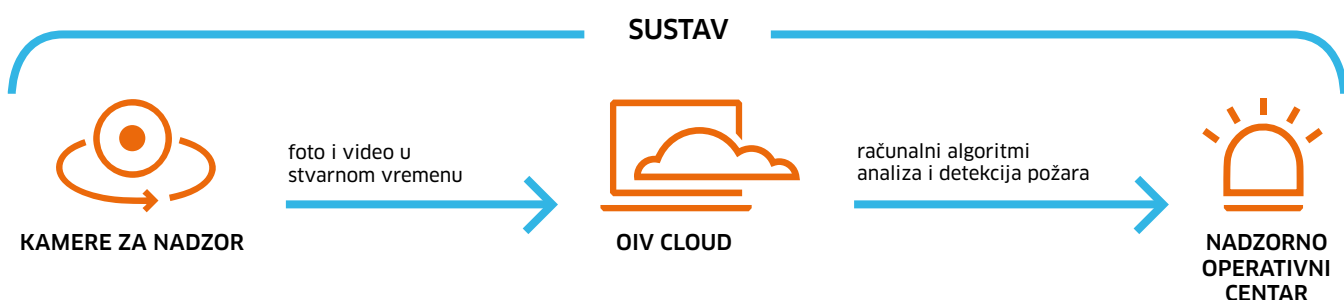 SUSTAV
foto i video u
stvarnom vremenu
računalni algoritmi
analiza i detekcija požara
KAMERE ZA NADZOR
OIV CLOUD
NADZORNO
OPERATIVNI
CENTAR